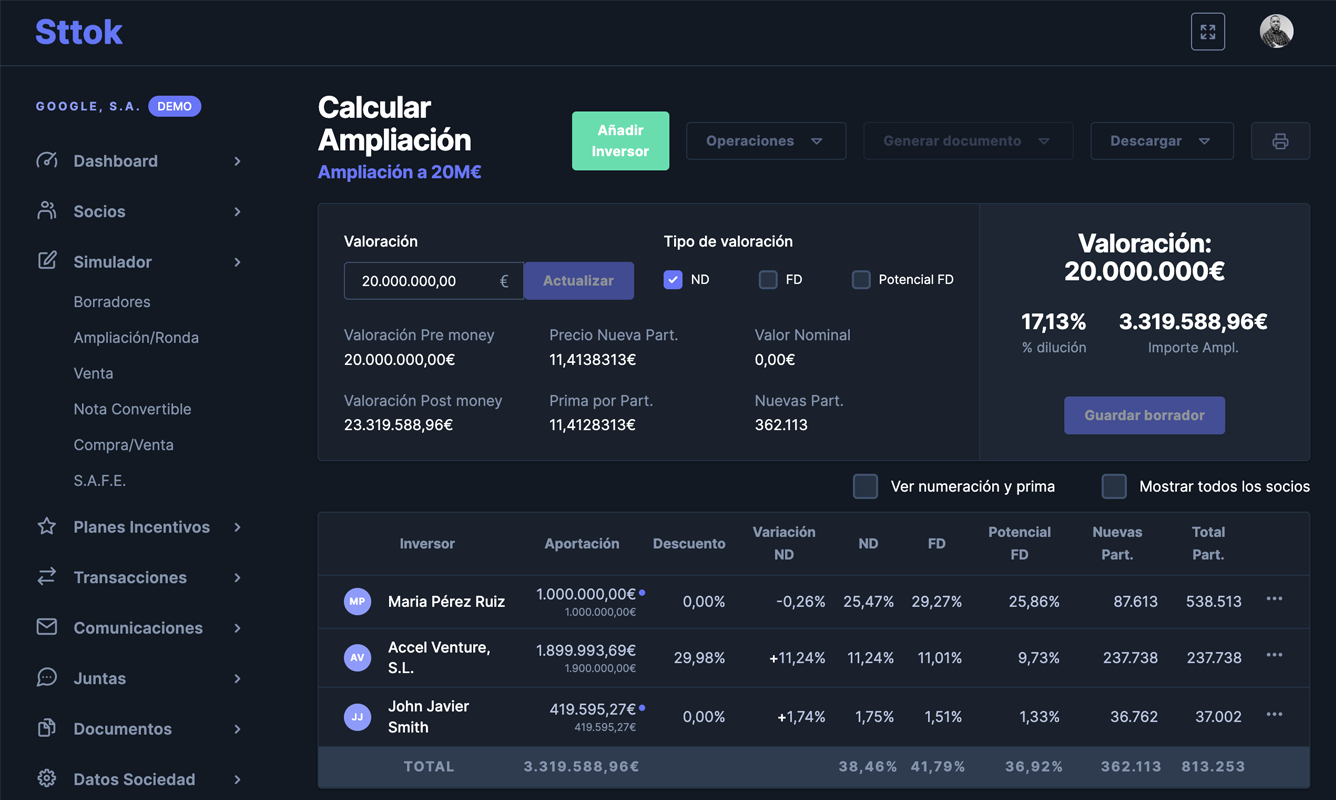 Sttok
GOOGLE, S.A. DEMO
Dashboard
Socios
Simulador
Borradores
Ampliación/Ronda
Venta
Nota Convertible
Compra/Venta
S.A.F.E.
Planes Incentivos
Transacciones
Comunicaciones
Juntas
Documentos
Datos Sociedad
Calcular
Ampliación
Ampliación a 20M€
Añadir
Inversor
Operaciones
Generar documento
Descargar
Valoración
20.000.000,00 €
Actualizar
Tipo de valoración
ND FD Potencial FD
Valoración Pre money Precio Nueva Part. Valor Nominal
20.000.000,00€ 11,4138313€ 0,00€
Valoración Post money Prima por Part. Nuevas Part.
23.319.588,96€ 11,4128313€ 362.113
Valoración:
20.000.000€
17,13% 3.319.588,96€
% dilución Importe Ampl.
Guardar borrador
Ver numeración y prima Mostrar todos los socios
Inversor Aportación Descuento Variación ND ND FD Potencial FD Nuevas Part. Total Part.
MP Maria Pérez Ruiz 1.000.000,00€ 0,00% -0,26% 25,47% 29,27% 25,86% 87.613 538.513
1.000.000,00€
AV Accel Venture, S.L. 1.899.993,69€ 29,98% +11,24% 11,24% 11,01% 9,73% 237.738 237.738
1.900.000,00€
JJ John Javier Smith 419.595,27€ 0,00% +1,74% 1,75% 1,51% 1,33% 36.762 37.002
419.595,27€
TOTAL 3.319.588,96€ 38,46% 41,79% 36,92% 362.113 813.253